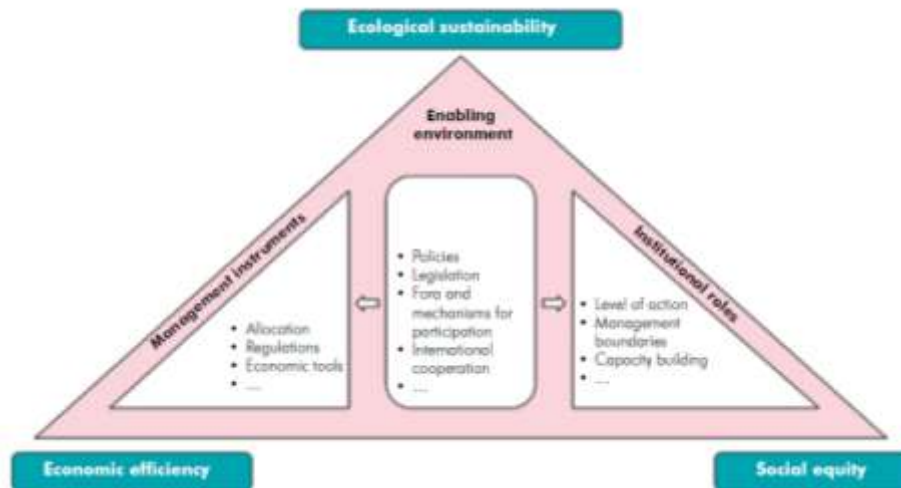 Ecological sustainability
Enabling
environment
Management instruments
• Allocation
• Regulations
• Economic tools
• ....
• Policies
• Legislation
• Fora and
mechanisms for
participation
• International
cooperation
• ...
Institutional roles
• Level of action
• Management
boundaries
• Capacity building
• ...
Economic efficiency
Social equity